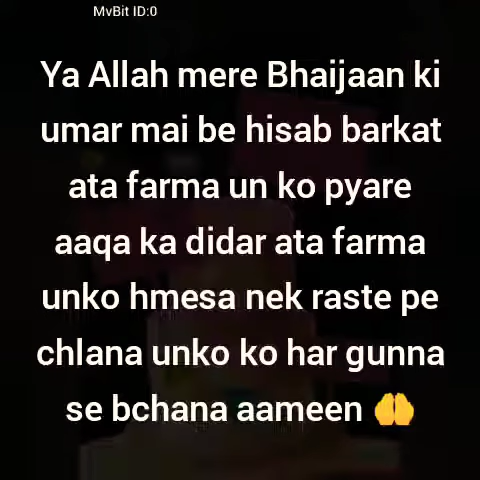 MvBit ID:0
Ya Allah mere Bhaijaan ki
umar mai be hisab barkat
ata farma un ko pyare
aaqa ka didar ata farma
unko hmesa nek raste pe
chlana unko ko har gunna
se bchana aameen 🤲